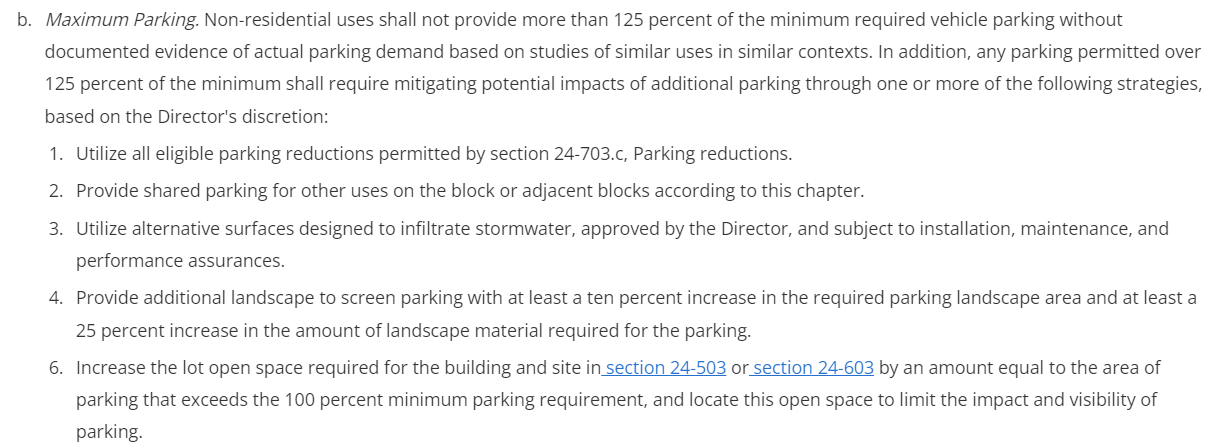 b. Maximum Parking. Non-residential uses shall not provide more than 125 percent of the minimum required vehicle parking without
documented evidence of actual parking demand based on studies of similar uses in similar contexts. In addition, any parking permitted over
125 percent of the minimum shall require mitigating potential impacts of additional parking through one or more of the following strategies,
based on the Director's discretion:
1. Utilize all eligible parking reductions permitted by section 24-703.c, Parking reductions.
2. Provide shared parking for other uses on the block or adjacent blocks according to this chapter.
3. Utilize alternative surfaces designed to infiltrate stormwater, approved by the Director, and subject to installation, maintenance, and
performance assurances.
4. Provide additional landscape to screen parking with at least a ten percent increase in the required parking landscape area and at least a
25 percent increase in the amount of landscape material required for the parking.
6. Increase the lot open space required for the building and site in section 24-503 or section 24-603 by an amount equal to the area of
parking that exceeds the 100 percent minimum parking requirement, and locate this open space to limit the impact and visibility of
parking.